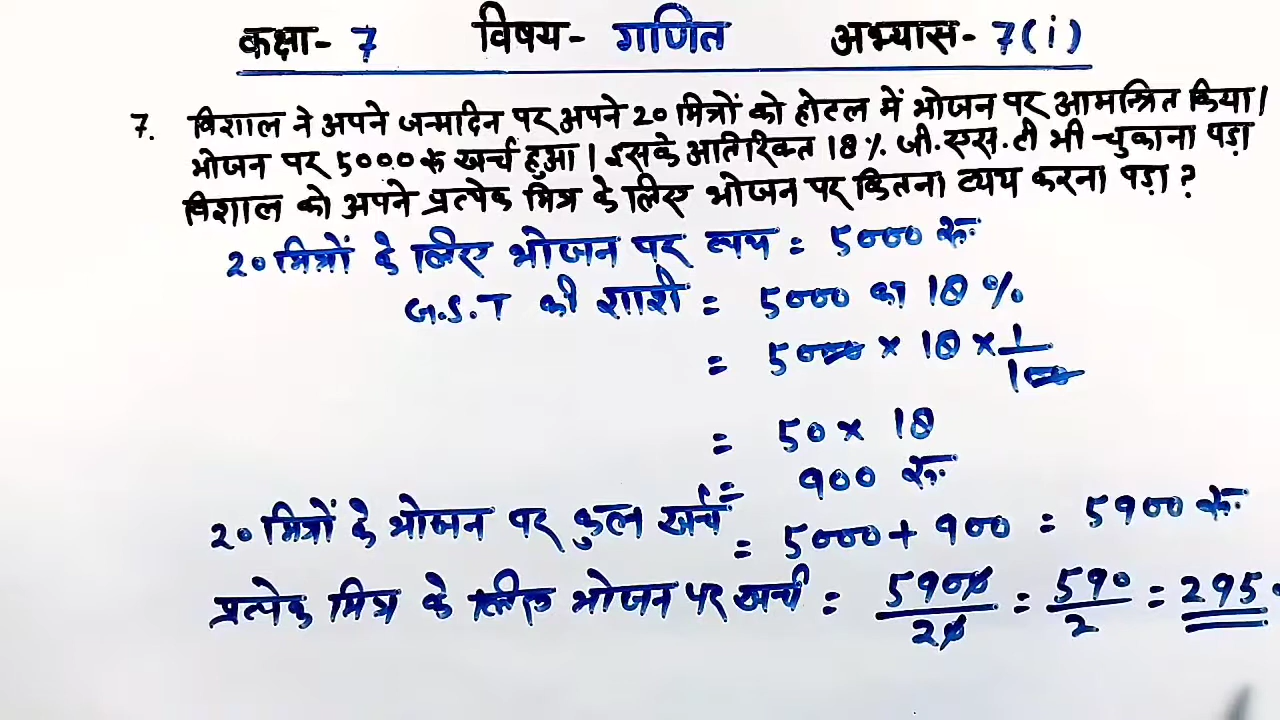 कक्षा- 7 विषय- गणित अभ्यास- 7(i)
7. विशाल ने अपने जन्मदिन पर अपने 20 मित्रों को होटल में भोजन पर आमन्त्रित किया।
भोजन पर 5000 रु खर्च हुआ। इसके अतिरिक्त 18% जी.एस.टी भी चुकाना पड़ा
विशाल को अपने प्रत्येक मित्र के लिए भोजन पर कितना व्यय करना पड़ा?
20 मित्रों के लिए भोजन पर व्यय = 5000 रु.
G.S.T की राशी = 5000 का 18%
= 5000 × 18 × 1/100
= 50 × 18
= 900 रु.
20 मित्रों के भोजन पर कुल खर्च = 5000 + 900 = 5900 रु.
प्रत्येक मित्र के लिए भोजन पर खर्च = 5900/20 = 590/2 = 295